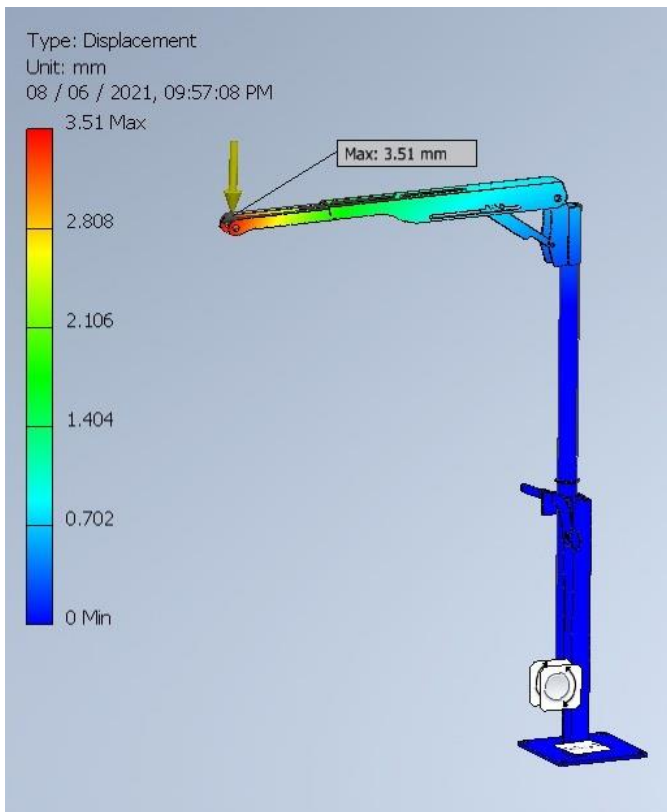 Type: Displacement
Unit: mm
08 / 06 / 2021, 09:57:08 PM
3.51 Max
Max: 3.51 mm
2.808
2.106
1.404
0.702
0 Min